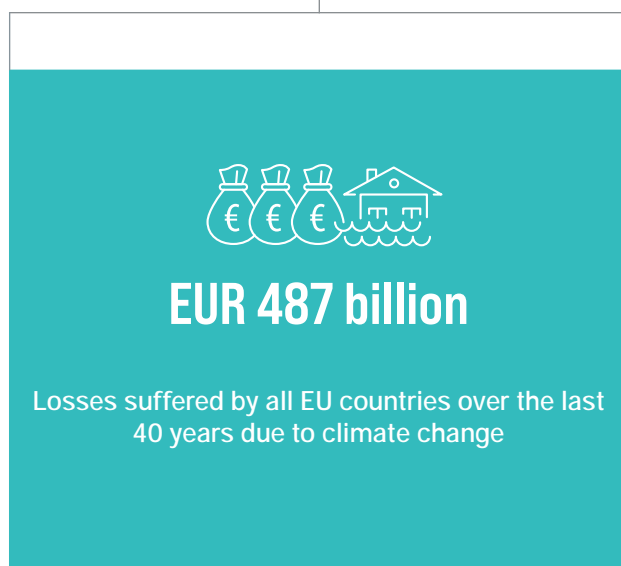 € € €
EUR 487 billion
Losses suffered by all EU countries over the last
40 years due to climate change